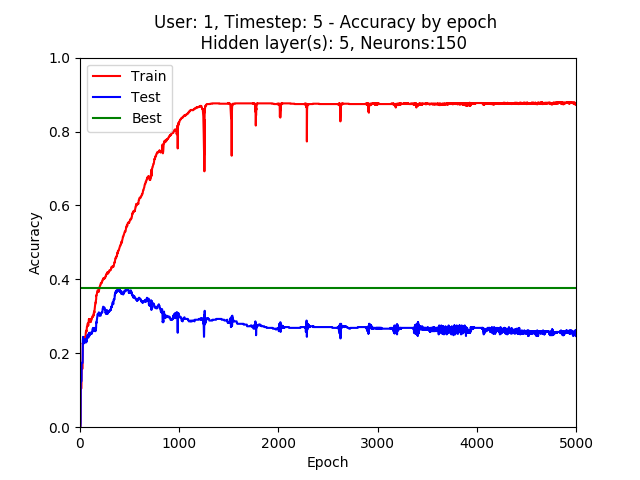 User: 1, Timestep: 5 - Accuracy by epoch
Hidden layer(s): 5, Neurons:150
Train
Test
Best
Accuracy
1.0
0.8
0.6
0.4
0.2
0.0
0 1000 2000 3000 4000 5000
Epoch